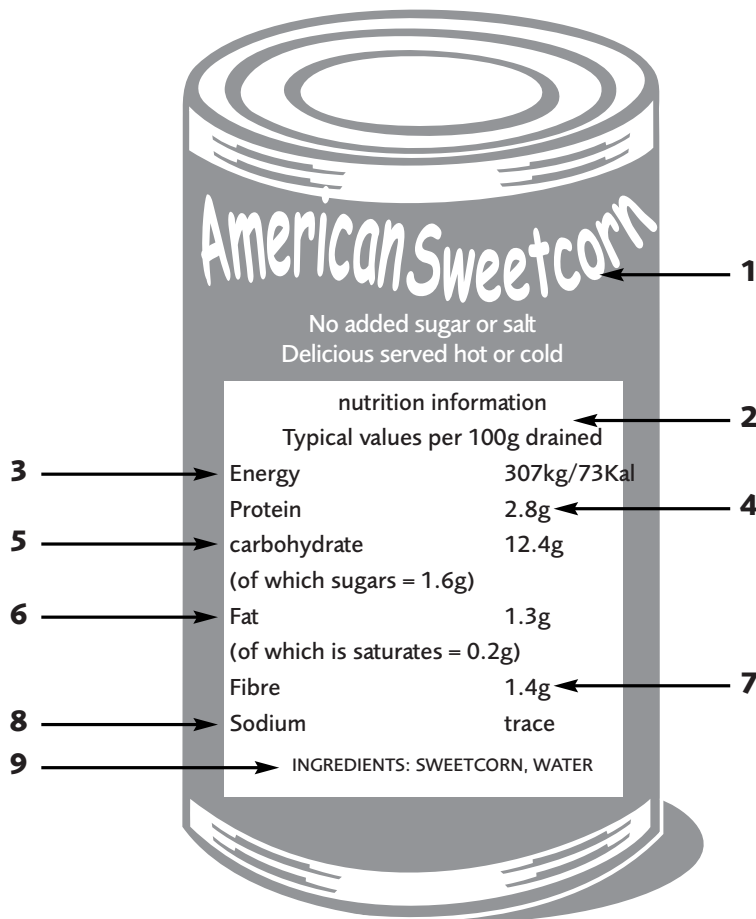 American Sweetcorn
1
No added sugar or salt
Delicious served hot or cold
nutrition information
2
Typical values per 100g drained
3 Energy 307kg/73Kal
Protein 2.8g 4
5 carbohydrate 12.4g
(of which sugars = 1.6g)
6 Fat 1.3g
(of which is saturates = 0.2g)
Fibre 1.4g 7
8 Sodium trace
9 INGREDIENTS: SWEETCORN, WATER